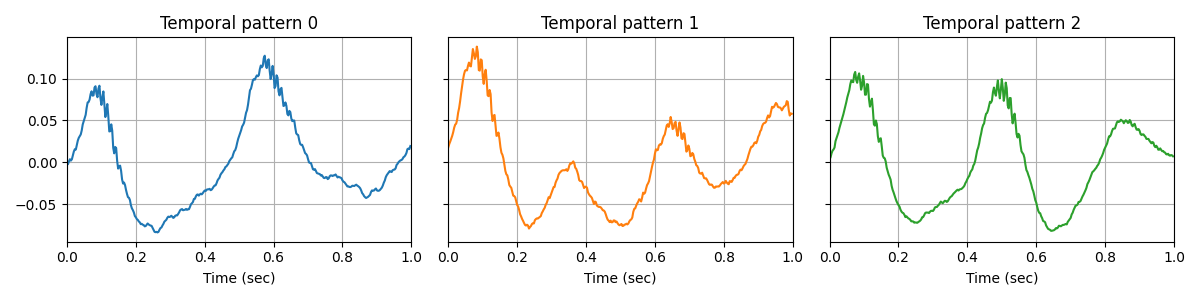 Temporal pattern 0 Temporal pattern 1 Temporal pattern 2
0.10
0.05
0.00
−0.05
0.0 0.2 0.4 0.6 0.8 1.0 0.0 0.2 0.4 0.6 0.8 1.0 0.0 0.2 0.4 0.6 0.8 1.0
Time (sec) Time (sec) Time (sec)